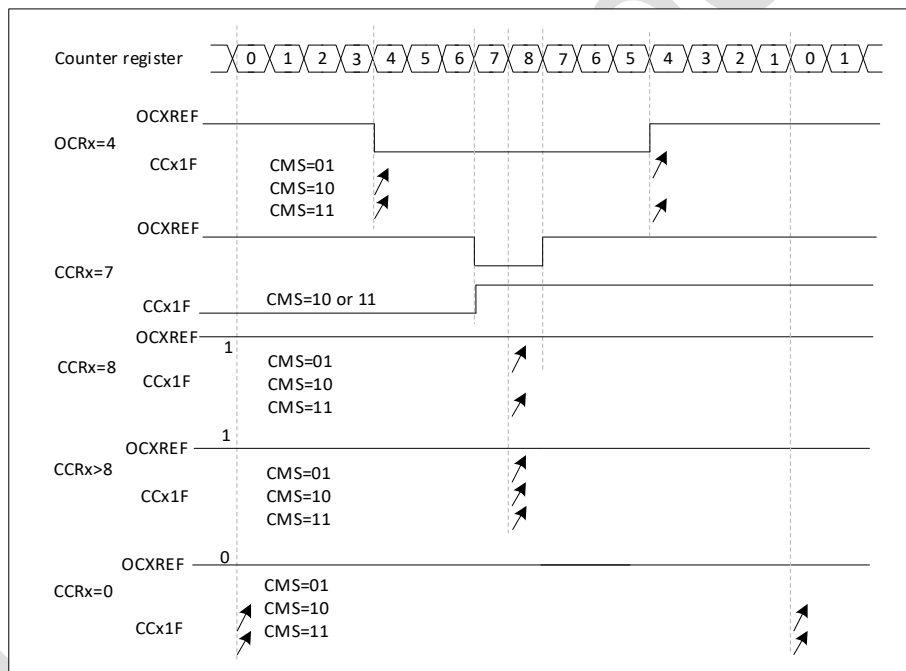 Counter register 0 1 2 3 4 5 6 7 8 7 6 5 4 3 2 1 0 1
OCXREF
OCRx=4
CCx1F
CMS=01
CMS=10
CMS=11
OCXREF
CCRx=7
CCx1F
CMS=10 or 11
OCXREF
1
CCRx=8
CCx1F
CMS=01
CMS=10
CMS=11
OCXREF
1
CCRx>8
CCx1F
CMS=01
CMS=10
CMS=11
OCXREF
0
CCRx=0
CCx1F
CMS=01
CMS=10
CMS=11